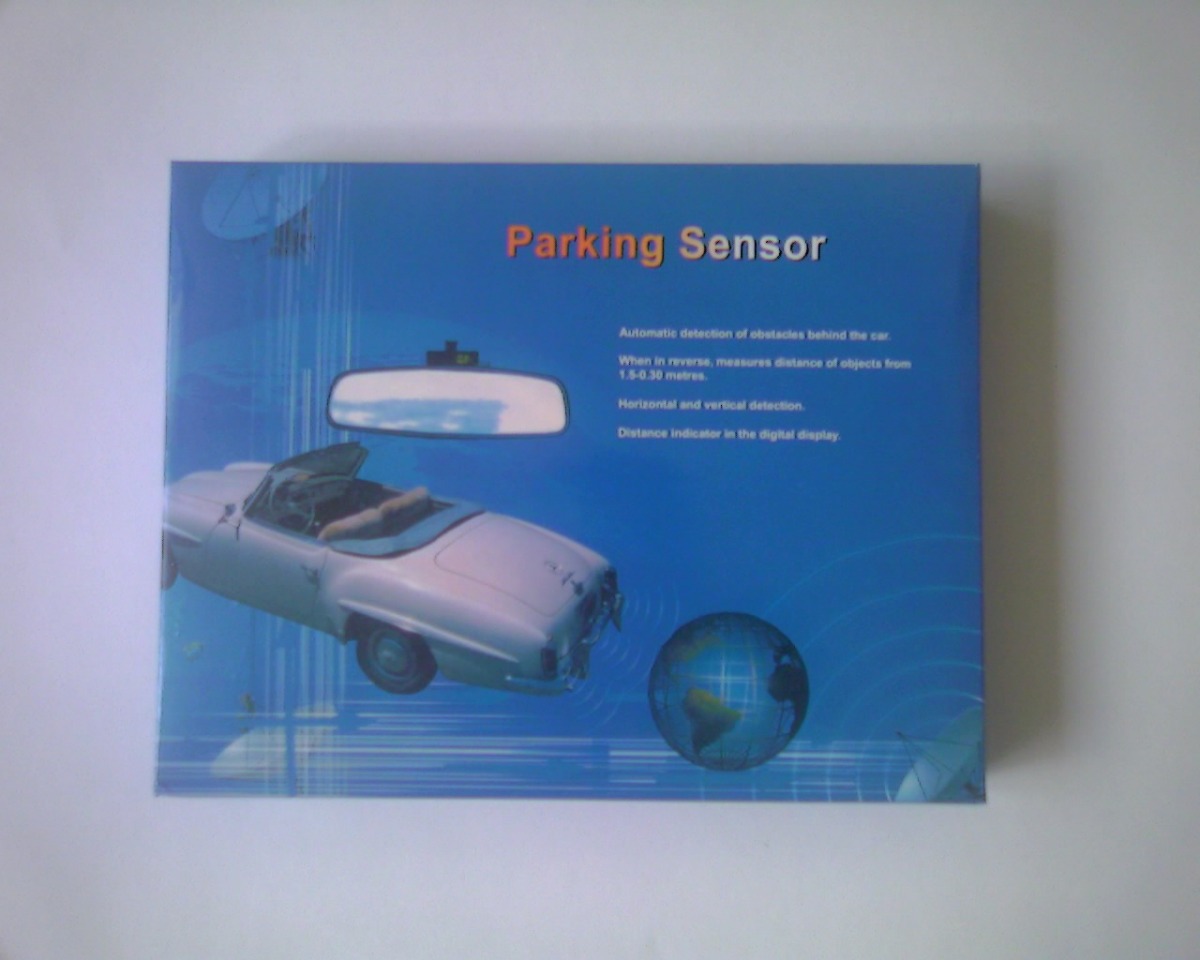 Parking Sensor
Automatic detection of obstacles behind the car.
When in reverse, measures distance of objects from
1.5-0.30 metres.
Horizontal and vertical detection.
Distance indicator in the digital display.